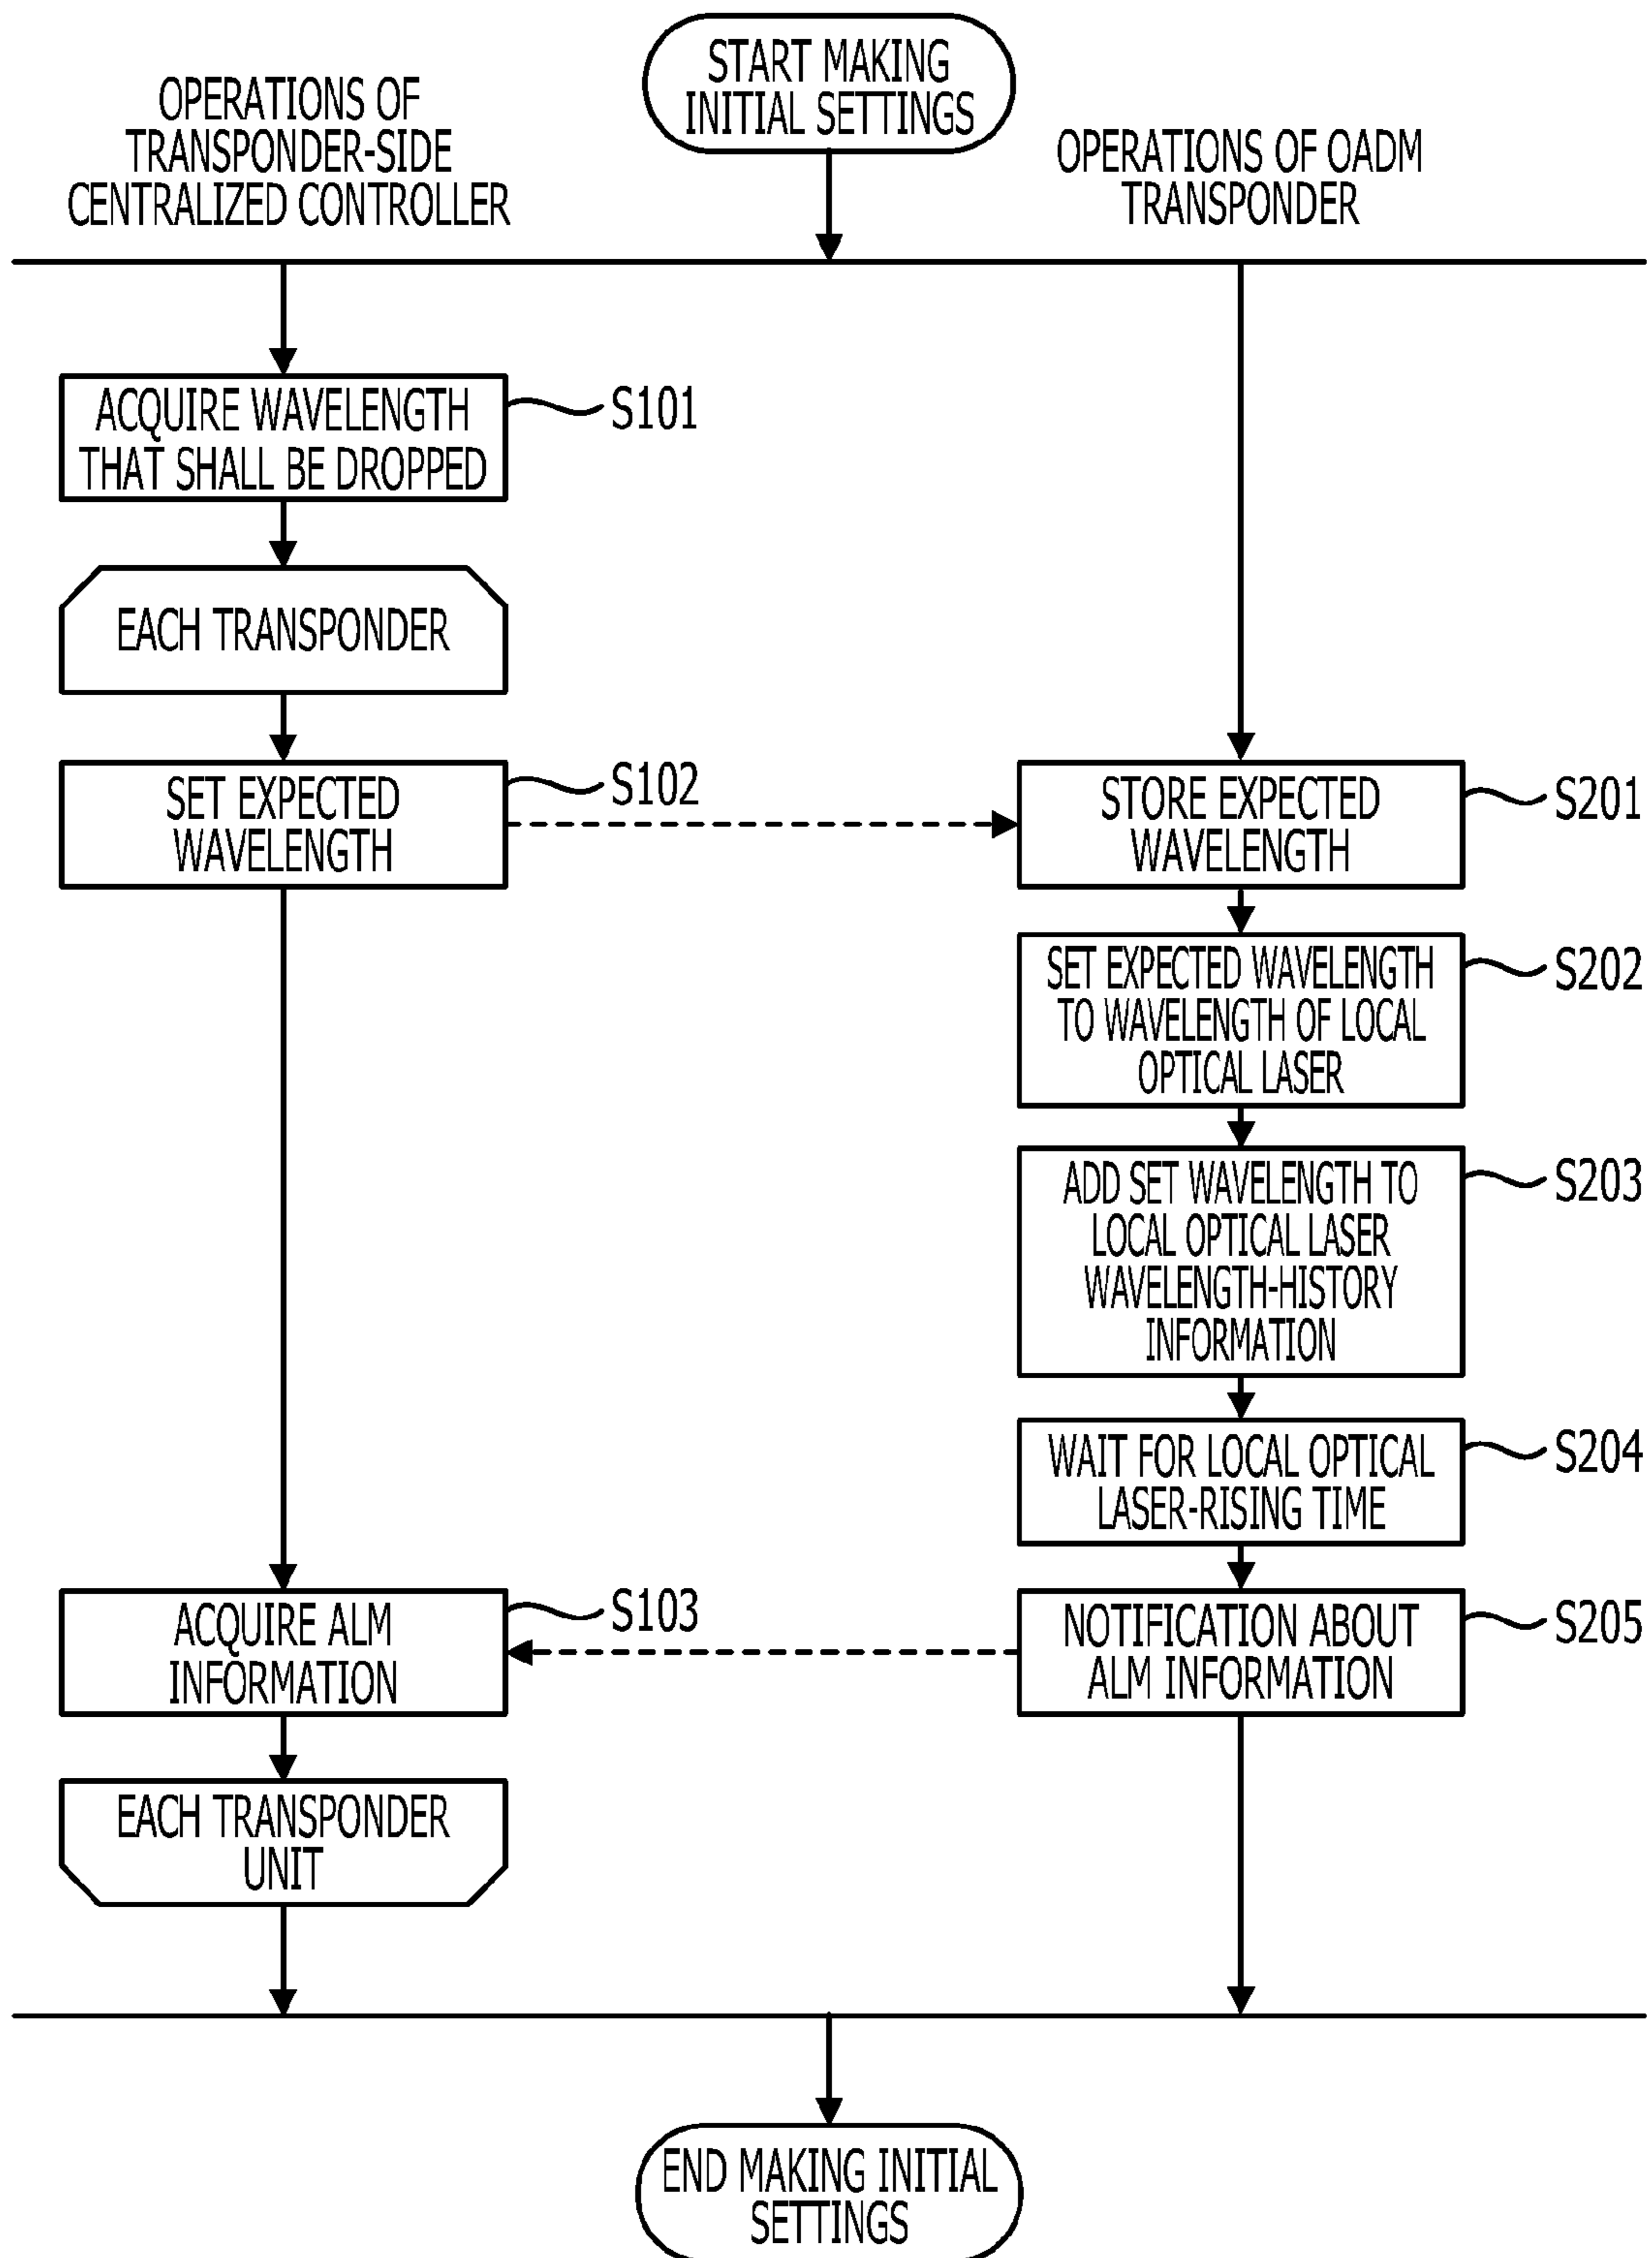 START MAKING
INITIAL SETTINGS
OPERATIONS OF
TRANSPONDER-SIDE
CENTRALIZED CONTROLLER
OPERATIONS OF OADM
TRANSPONDER
ACQUIRE WAVELENGTH
THAT SHALL BE DROPPED
S101
EACH TRANSPONDER
SET EXPECTED
WAVELENGTH
S102
STORE EXPECTED
WAVELENGTH
S201
SET EXPECTED WAVELENGTH
TO WAVELENGTH OF LOCAL
OPTICAL LASER
S202
ADD SET WAVELENGTH TO
LOCAL OPTICAL LASER
WAVELENGTH-HISTORY
INFORMATION
S203
WAIT FOR LOCAL OPTICAL
LASER-RISING TIME
S204
ACQUIRE ALM
INFORMATION
S103
NOTIFICATION ABOUT
ALM INFORMATION
S205
EACH TRANSPONDER
UNIT
END MAKING INITIAL
SETTINGS